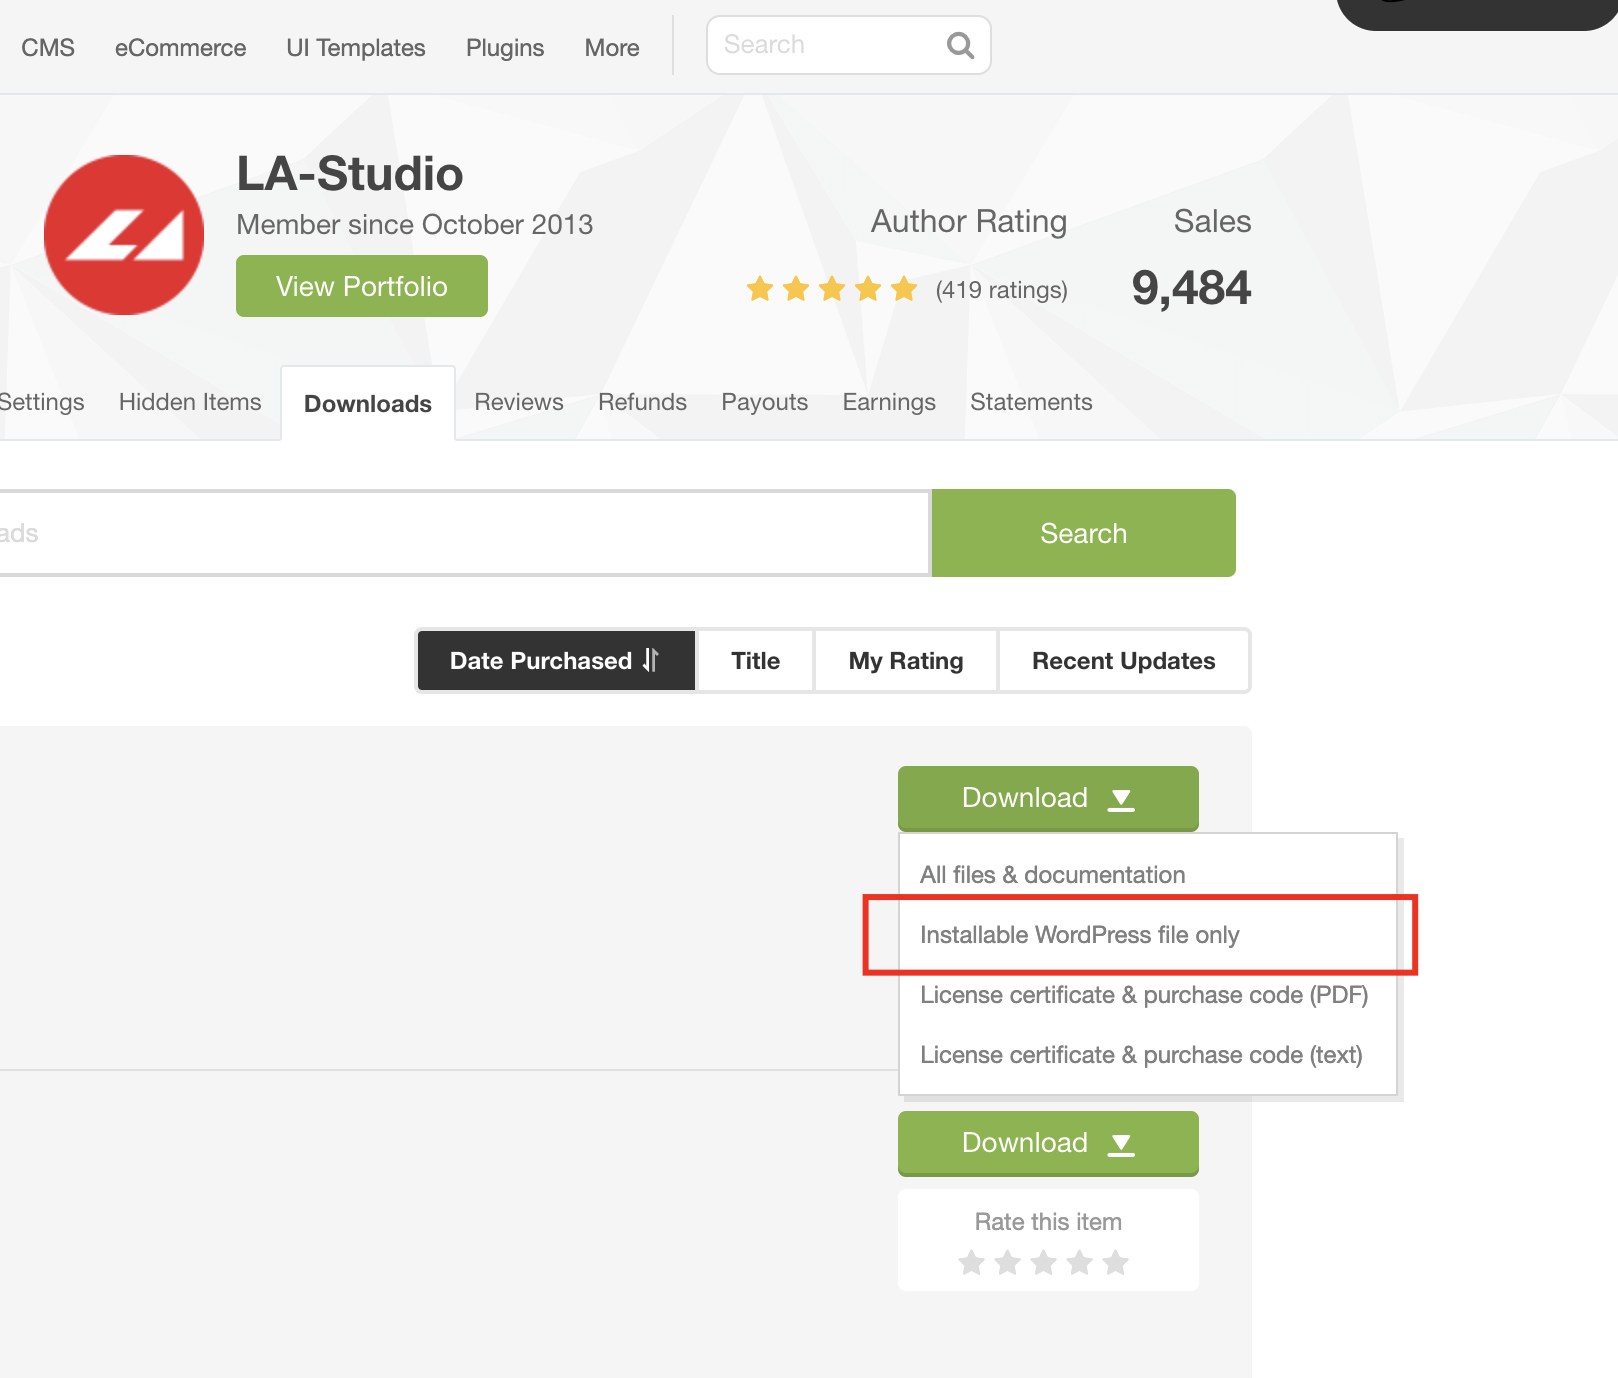 CMS eCommerce UI Templates Plugins More Search
LA-Studio
Member since October 2013
View Portfolio
Author Rating Sales
(419 ratings) 9,484
Settings Hidden Items Downloads Reviews Refunds Payouts Earnings Statements
ads Search
Date Purchased Title My Rating Recent Updates
Download
All files & documentation
Installable WordPress file only
License certificate & purchase code (PDF)
License certificate & purchase code (text)
Download
Rate this item